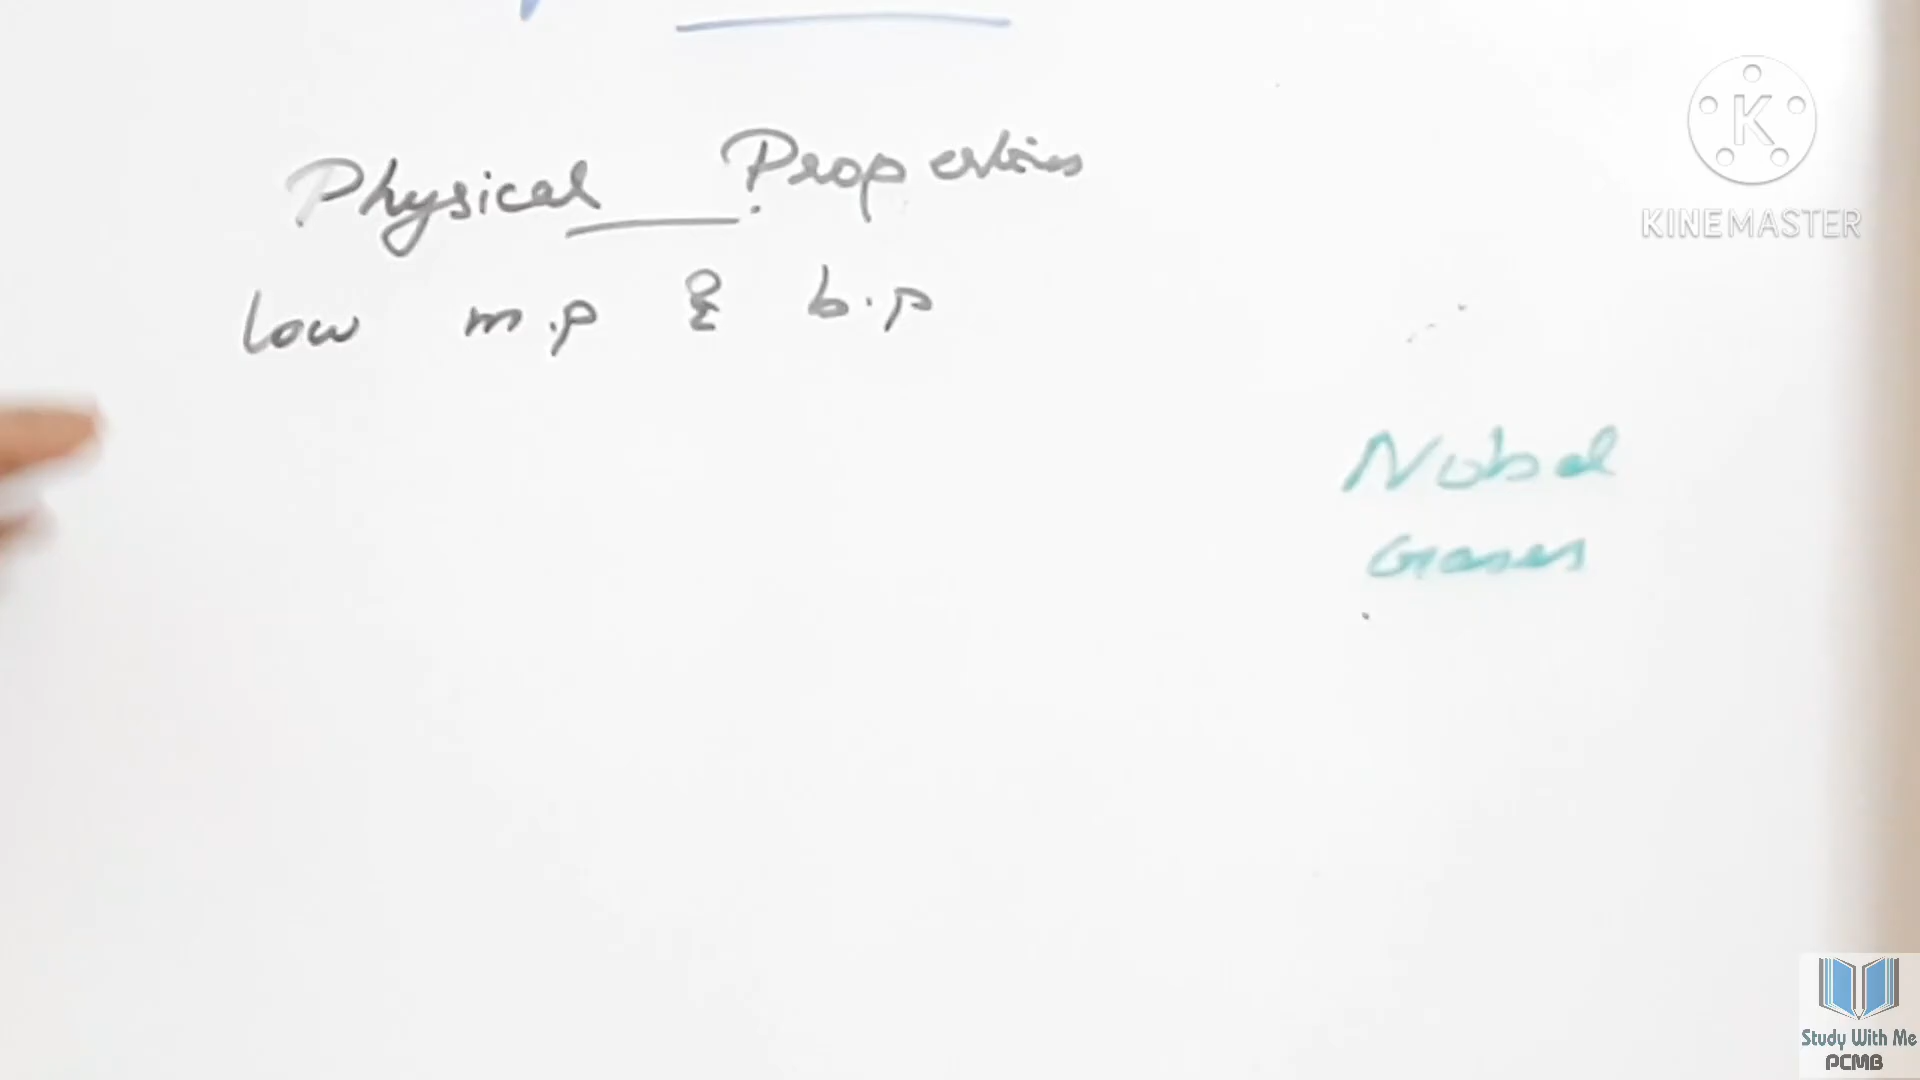 Physical Properties
low m.p & b.p
Nobel
Gases
KINEMASTER
Study With Me
PCMB